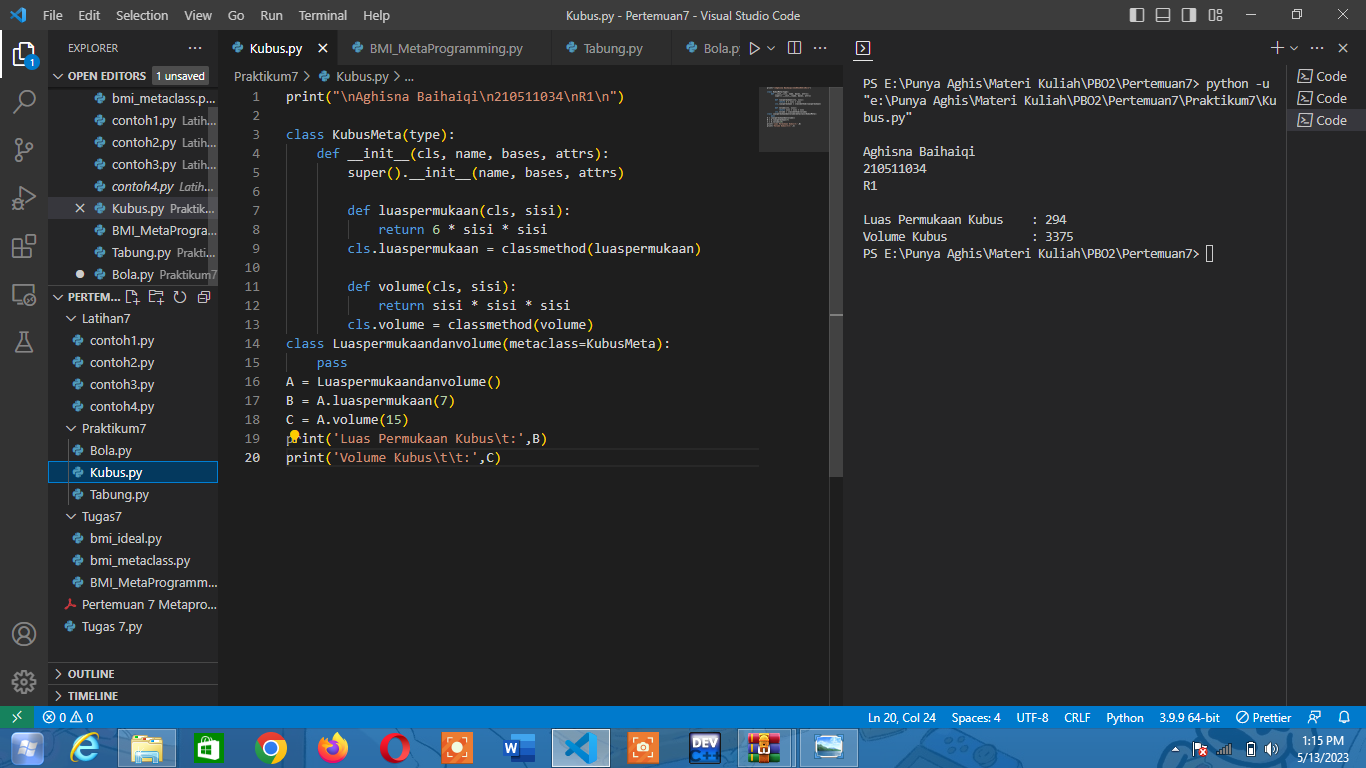 File Edit Selection View Go Run Terminal Help
Kubus.py - Pertemuan7 - Visual Studio Code
1
EXPLORER
OPEN EDITORS 1 unsaved
bmi_metaclass.p...
contoh1.py Latih...
contoh2.py Latih...
contoh3.py Latih...
contoh4.py Latih...
Kubus.py Praktik...
BMI_MetaProgra...
Tabung.py Prakti...
Bola.py Praktikum7
PERTEM...
Latihan7
contoh1.py
contoh2.py
contoh3.py
contoh4.py
Praktikum7
Bola.py
Kubus.py
Tabung.py
Tugas7
bmi_ideal.py
bmi_metaclass.py
BMI_MetaProgramm...
Pertemuan 7 Metapro...
Tugas 7.py
OUTLINE
TIMELINE
Kubus.py BMI_MetaProgramming.py Tabung.py Bola.p
Praktikum7 > Kubus.py > ...
1 print("\nAghisna Baihaiqi\n210511034\nR1\n")
2
3 class KubusMeta(type):
4 def __init__(cls, name, bases, attrs):
5 super().__init__(name, bases, attrs)
6
7 def luaspermukaan(cls, sisi):
8 return 6 * sisi * sisi
9 cls.luaspermukaan = classmethod(luaspermukaan)
10
11 def volume(cls, sisi):
12 return sisi * sisi * sisi
13 cls.volume = classmethod(volume)
14 class Luaspermukaandanvolume(metaclass=KubusMeta):
15 pass
16 A = Luaspermukaandanvolume()
17 B = A.luaspermukaan(7)
18 C = A.volume(15)
19 print('Luas Permukaan Kubus\t:',B)
20 print('Volume Kubus\t\t:',C)
PS E:\Punya Aghis\Materi Kuliah\PBO2\Pertemuan7> python -u
"e:\Punya Aghis\Materi Kuliah\PBO2\Pertemuan7\Praktikum7\Ku
bus.py"
Aghisna Baihaiqi
210511034
R1
Luas Permukaan Kubus : 294
Volume Kubus : 3375
PS E:\Punya Aghis\Materi Kuliah\PBO2\Pertemuan7>
Code
Code
Code
0 0
Ln 20, Col 24 Spaces: 4 UTF-8 CRLF Python 3.9.9 64-bit Prettier
DEV C++
1:15 PM
5/13/2023